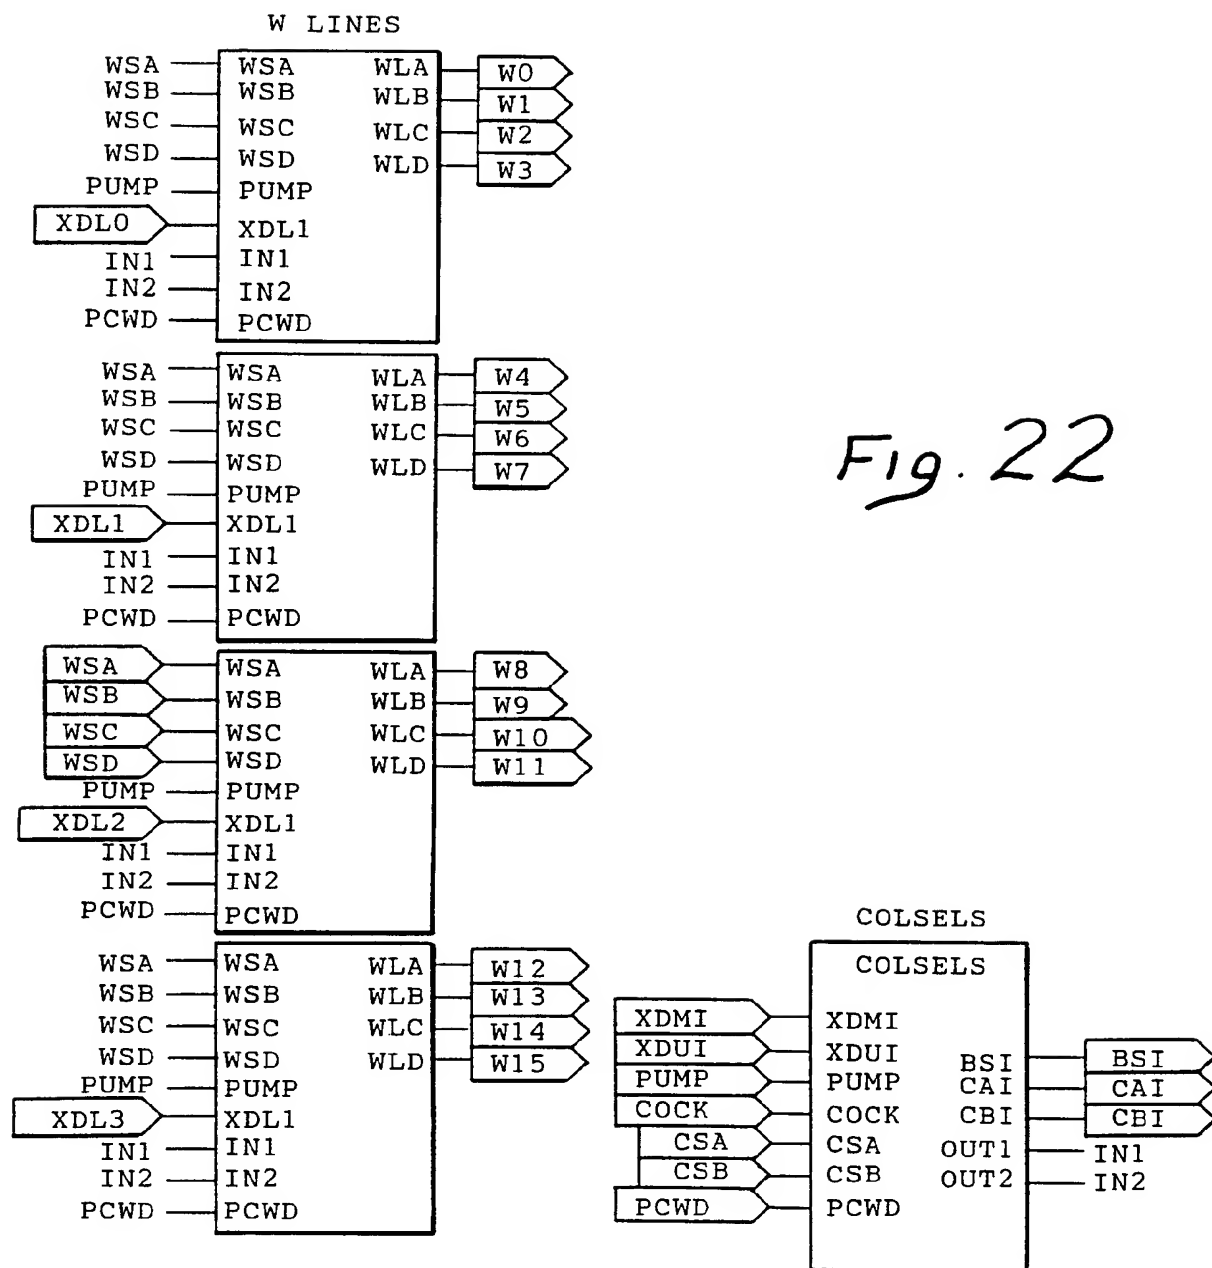 W LINES
WSA WSA WLA W0
WSB WSB WLB W1
WSC WSC WLC W2
WSD WSD WLD W3
PUMP PUMP
XDL0 XDL1
IN1 IN1
IN2 IN2
PCWD PCWD
WSA WSA WLA W4
WSB WSB WLB W5
WSC WSC WLC W6
WSD WSD WLD W7
PUMP PUMP
XDL1 XDL1
IN1 IN1
IN2 IN2
PCWD PCWD
Fig. 22
WSA WSA WLA W8
WSB WSB WLB W9
WSC WSC WLC W10
WSD WSD WLD W11
PUMP PUMP
XDL2 XDL1
IN1 IN1
IN2 IN2
PCWD PCWD
WSA WSA WLA W12
WSB WSB WLB W13
WSC WSC WLC W14
WSD WSD WLD W15
PUMP PUMP
XDL3 XDL1
IN1 IN1
IN2 IN2
PCWD PCWD
COLSELS
COLSELS
XDMI XDMI
XDUI XDUI BSI BSI
PUMP PUMP CAI CAI
COCK COCK CBI CBI
CSA CSA OUT1 IN1
CSB CSB OUT2 IN2
PCWD PCWD